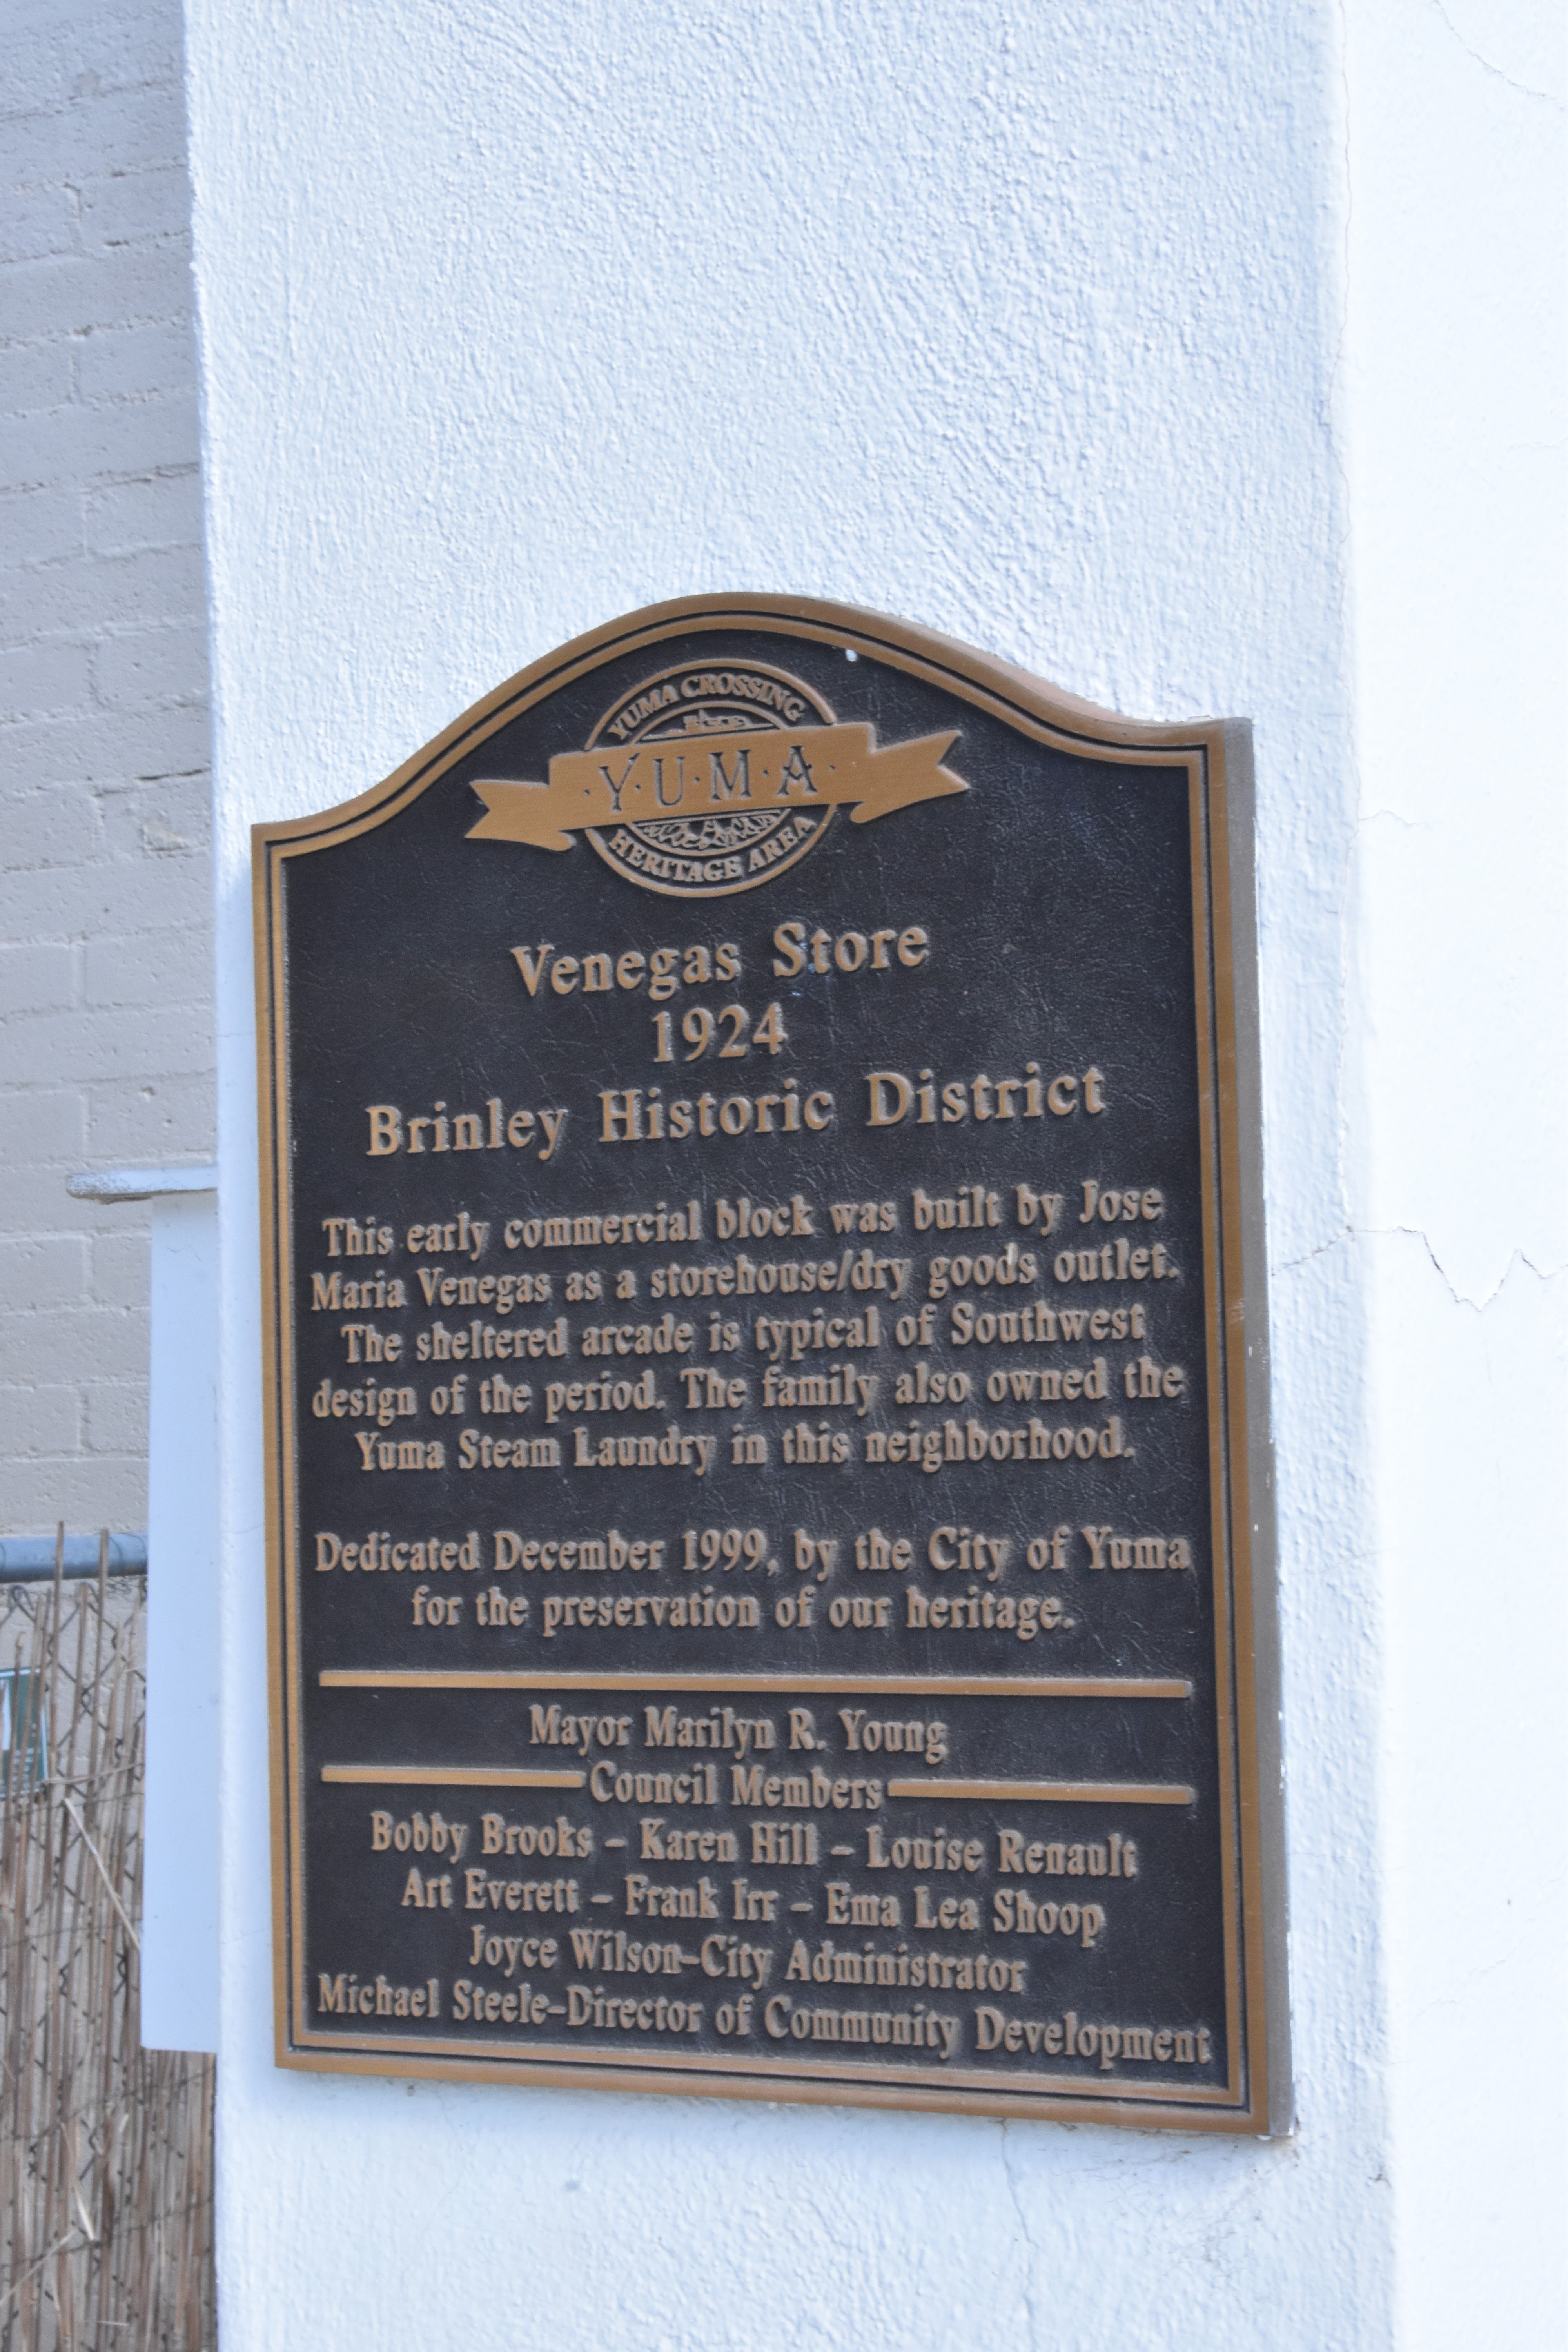 YUMA CROSSING
·Y·U·M·A·
HERITAGE AREA
Venegas Store
1924
Brinley Historic District
This early commercial block was built by Jose
Maria Venegas as a storehouse/dry goods outlet.
The sheltered arcade is typical of Southwest
design of the period. The family also owned the
Yuma Steam Laundry in this neighborhood.
Dedicated December 1999, by the City of Yuma
for the preservation of our heritage.
Mayor Marilyn R. Young
Council Members
Bobby Brooks – Karen Hill – Louise Renault
Art Everett – Frank Irr – Ema Lea Shoop
Joyce Wilson–City Administrator
Michael Steele–Director of Community Development